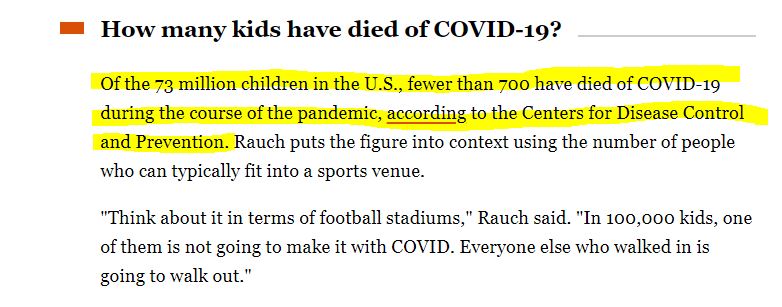 How many kids have died of COVID-19?
Of the 73 million children in the U.S., fewer than 700 have died of COVID-19
during the course of the pandemic, according to the Centers for Disease Control
and Prevention. Rauch puts the figure into context using the number of people
who can typically fit into a sports venue.
"Think about it in terms of football stadiums," Rauch said. "In 100,000 kids, one
of them is not going to make it with COVID. Everyone else who walked in is
going to walk out."